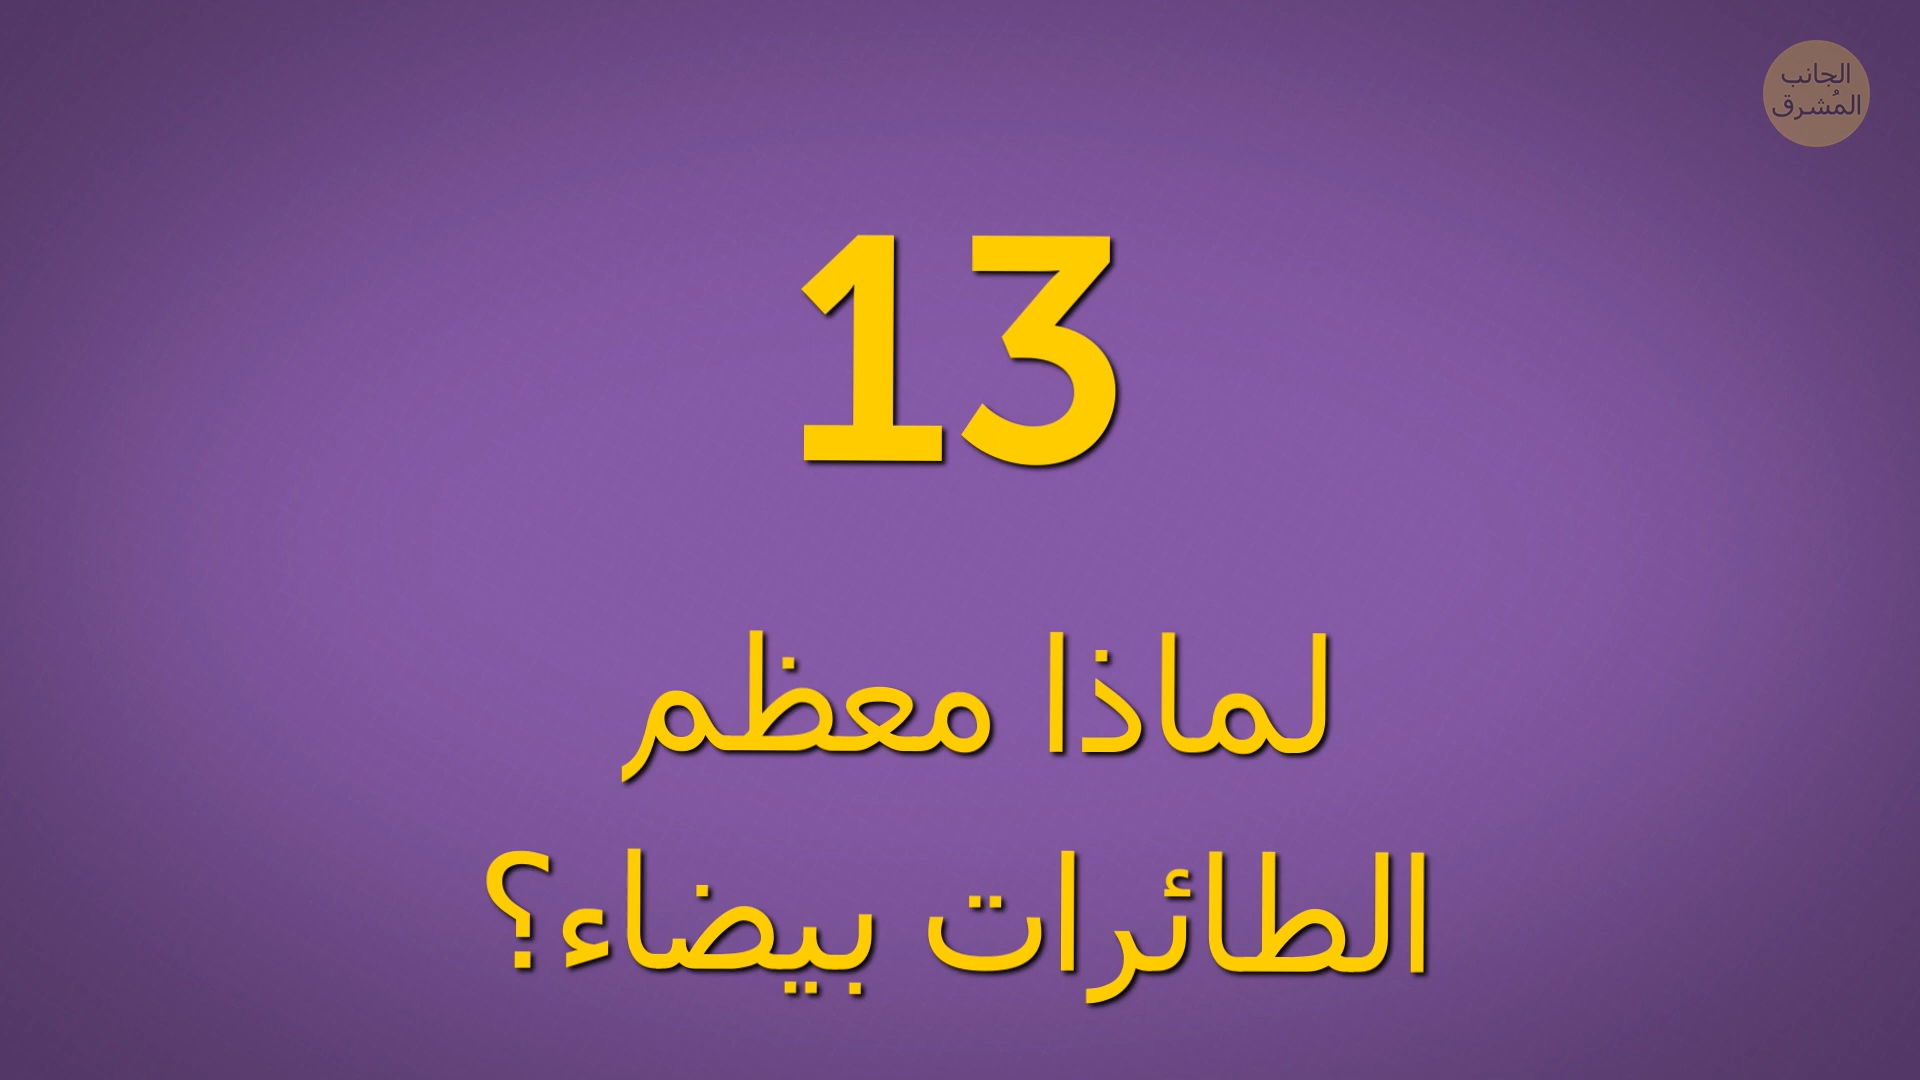 الجانب
المُشرق
13
لماذا معظم
الطائرات بيضاء؟